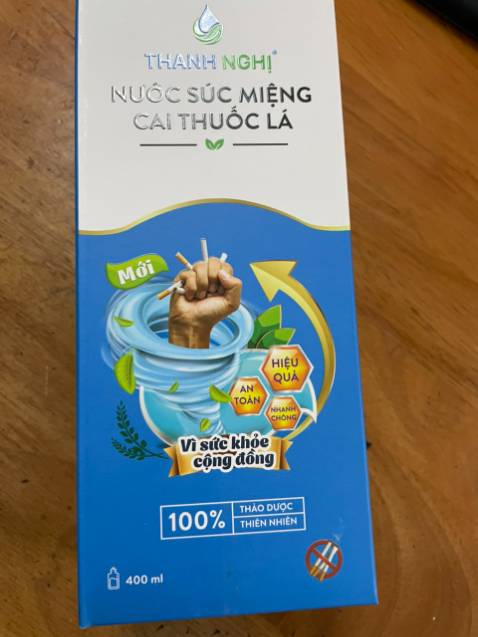 THANH NGHỊ®
NƯỚC SÚC MIỆNG
CAI THUỐC LÁ
Mới
HIỆU
QUẢ
AN
TOÀN
NHANH
CHÓNG
Vì sức khỏe
cộng đồng
100%
THẢO DƯỢC
THIÊN NHIÊN
400 ml